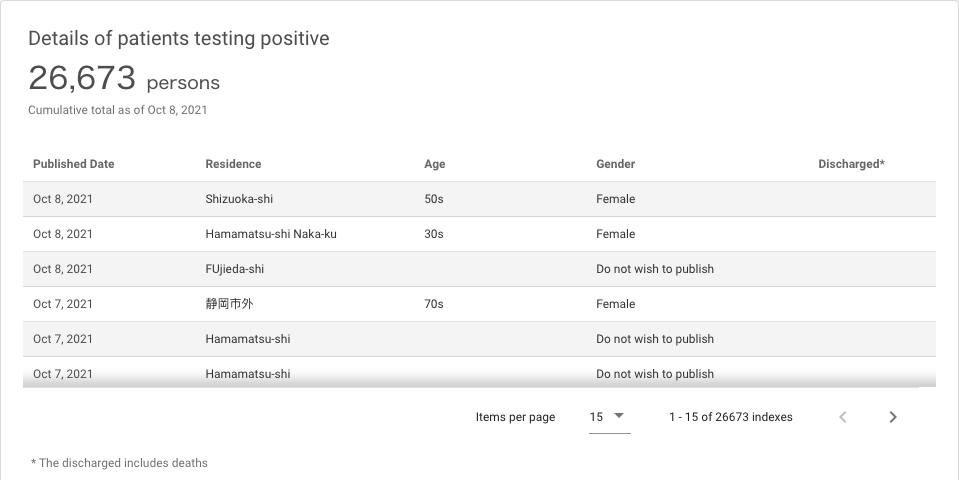 Details of patients testing positive
26,673 persons
Cumulative total as of Oct 8, 2021
Published Date Residence Age Gender Discharged*
Oct 8, 2021 Shizuoka-shi 50s Female
Oct 8, 2021 Hamamatsu-shi Naka-ku 30s Female
Oct 8, 2021 FUjieda-shi Do not wish to publish
Oct 7, 2021 静岡市外 70s Female
Oct 7, 2021 Hamamatsu-shi Do not wish to publish
Oct 7, 2021 Hamamatsu-shi Do not wish to publish
Items per page 15 1 - 15 of 26673 indexes
* The discharged includes deaths